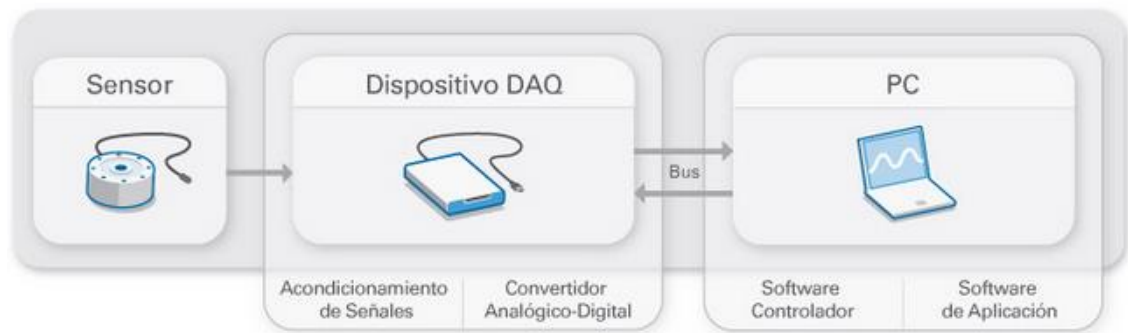 Sensor
Dispositivo DAQ
PC
Bus
Acondicionamiento
de Señales
Convertidor
Analógico-Digital
Software
Controlador
Software
de Aplicación